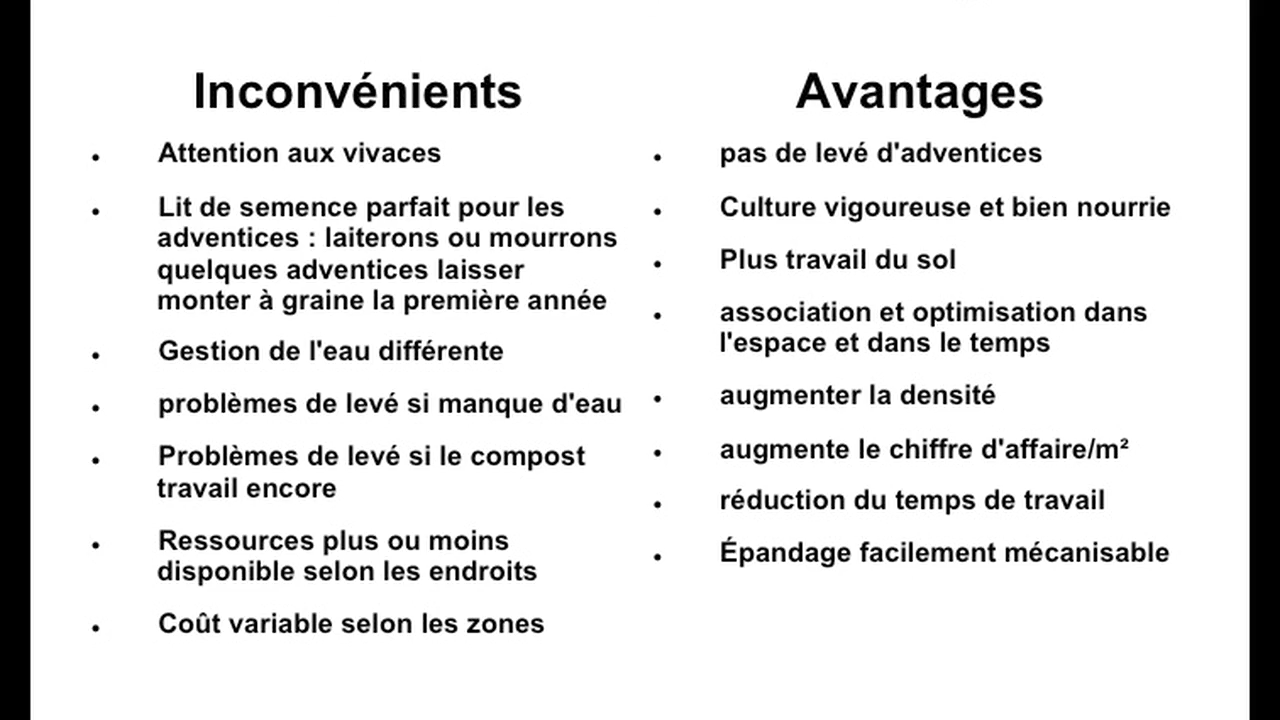 Inconvénients
Attention aux vivaces
Lit de semence parfait pour les
adventices : laiterons ou mourrons
quelques adventices laisser
monter à graine la première année
Gestion de l'eau différente
problèmes de levé si manque d'eau
Problèmes de levé si le compost
travail encore
Ressources plus ou moins
disponible selon les endroits
Coût variable selon les zones
Avantages
pas de levé d'adventices
Culture vigoureuse et bien nourrie
Plus travail du sol
association et optimisation dans
l'espace et dans le temps
augmenter la densité
augmente le chiffre d'affaire/m²
réduction du temps de travail
Épandage facilement mécanisable